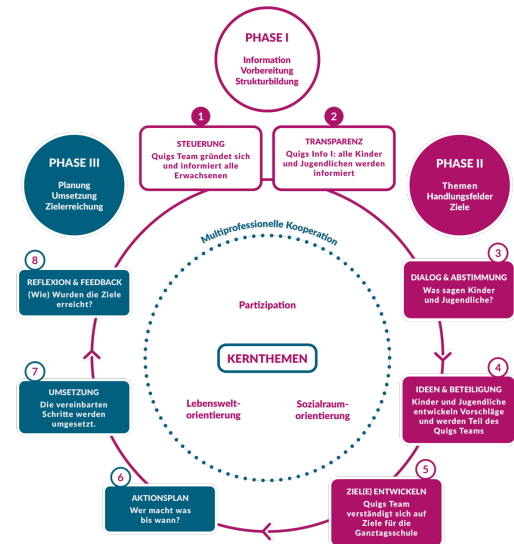 PHASE I
Information
Vorbereitung
Strukturbildung
1
STEUERUNG
Quigs Team gründet sich
und informiert alle
Erwachsenen
2
TRANSPARENZ
Quigs Info I: alle Kinder
und Jugendlichen werden
informiert
PHASE II
Themen
Handlungsfelder
Ziele
3
DIALOG & ABSTIMMUNG
Was sagen Kinder
und Jugendliche?
4
IDEEN & BETEILIGUNG
Kinder und Jugendliche
entwickeln Vorschläge
und werden Teil des
Quigs Teams
5
ZIEL(E) ENTWICKELN
Quigs Team
verständigt sich auf
Ziele für die
Ganztagsschule
PHASE III
Planung
Umsetzung
Zielerreichung
6
AKTIONSPLAN
Wer macht was
bis wann?
7
UMSETZUNG
Die vereinbarten
Schritte werden
umgesetzt.
8
REFLEXION & FEEDBACK
(Wie) Wurden die Ziele
erreicht?
Multiprofessionelle Kooperation
Partizipation
KERNTHEMEN
Lebenswelt-
orientierung
Sozialraum-
orientierung